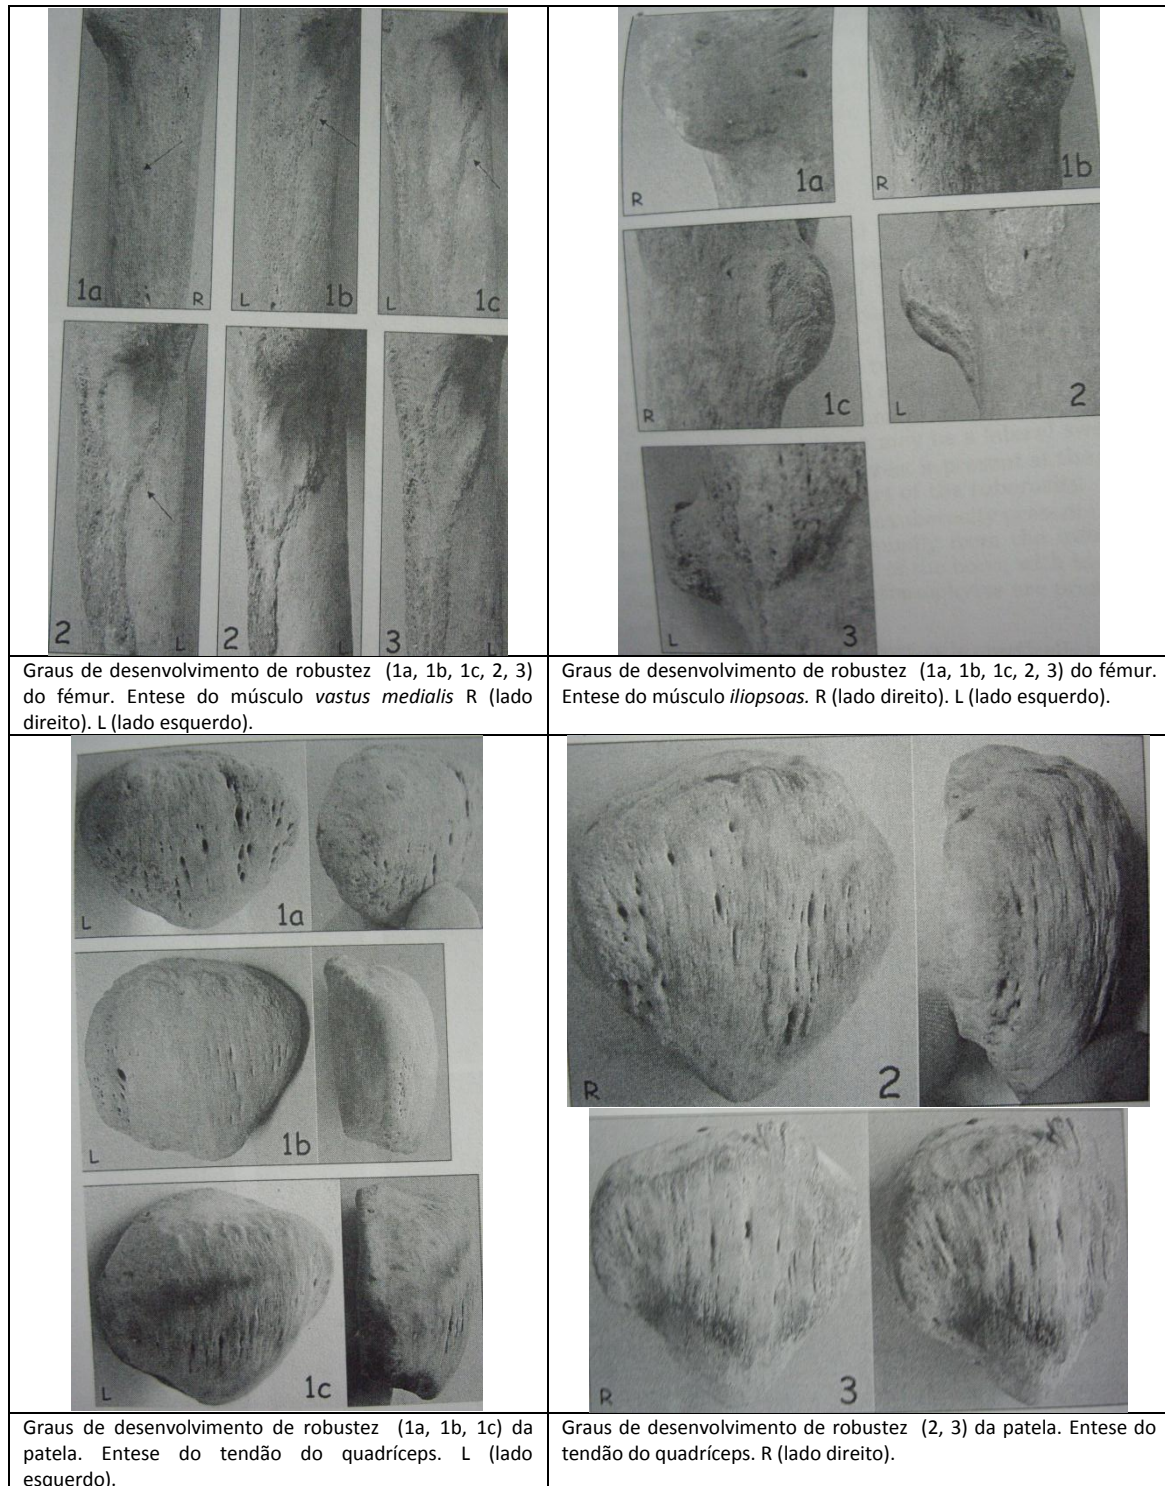 1a
R
L
1b
L
1c
2
L
2
L
3
L
Graus de desenvolvimento de robustez (1a, 1b, 1c, 2, 3)
do fémur. Entese do músculo vastus medialis R (lado
direito). L (lado esquerdo).
R
1a
R
1b
R
1c
L
2
L
3
Graus de desenvolvimento de robustez (1a, 1b, 1c, 2, 3) do fémur.
Entese do músculo iliopsoas. R (lado direito). L (lado esquerdo).
L
1a
L
1b
L
1c
Graus de desenvolvimento de robustez (1a, 1b, 1c) da
patela. Entese do tendão do quadríceps. L (lado
esquerdo).
R
2
R
3
Graus de desenvolvimento de robustez (2, 3) da patela. Entese do
tendão do quadríceps. R (lado direito).